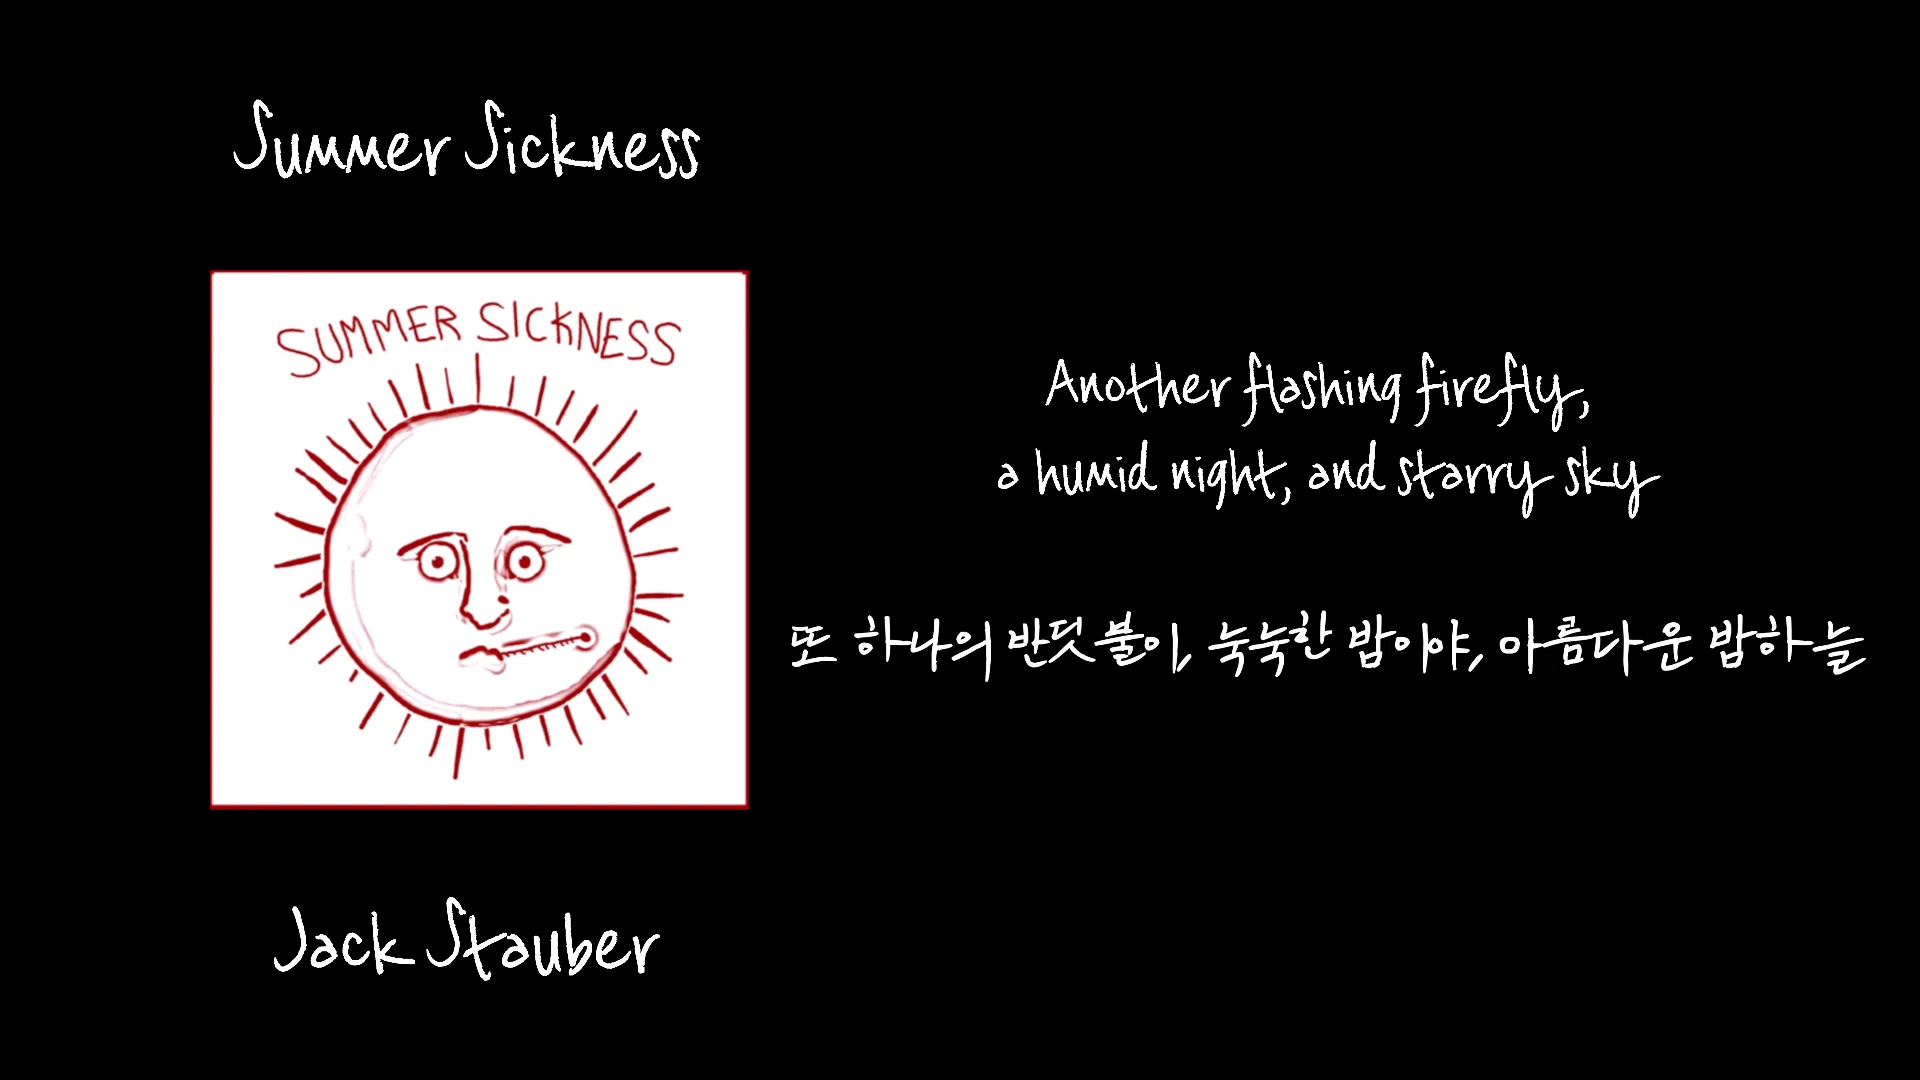 Summer Sickness
SUMMER SICKNESS
Another flashing firefly,
a humid night, and starry sky
또 하나의 반딧불이, 눅눅한 밤이야, 아름다운 밤하늘
Jack Stauber